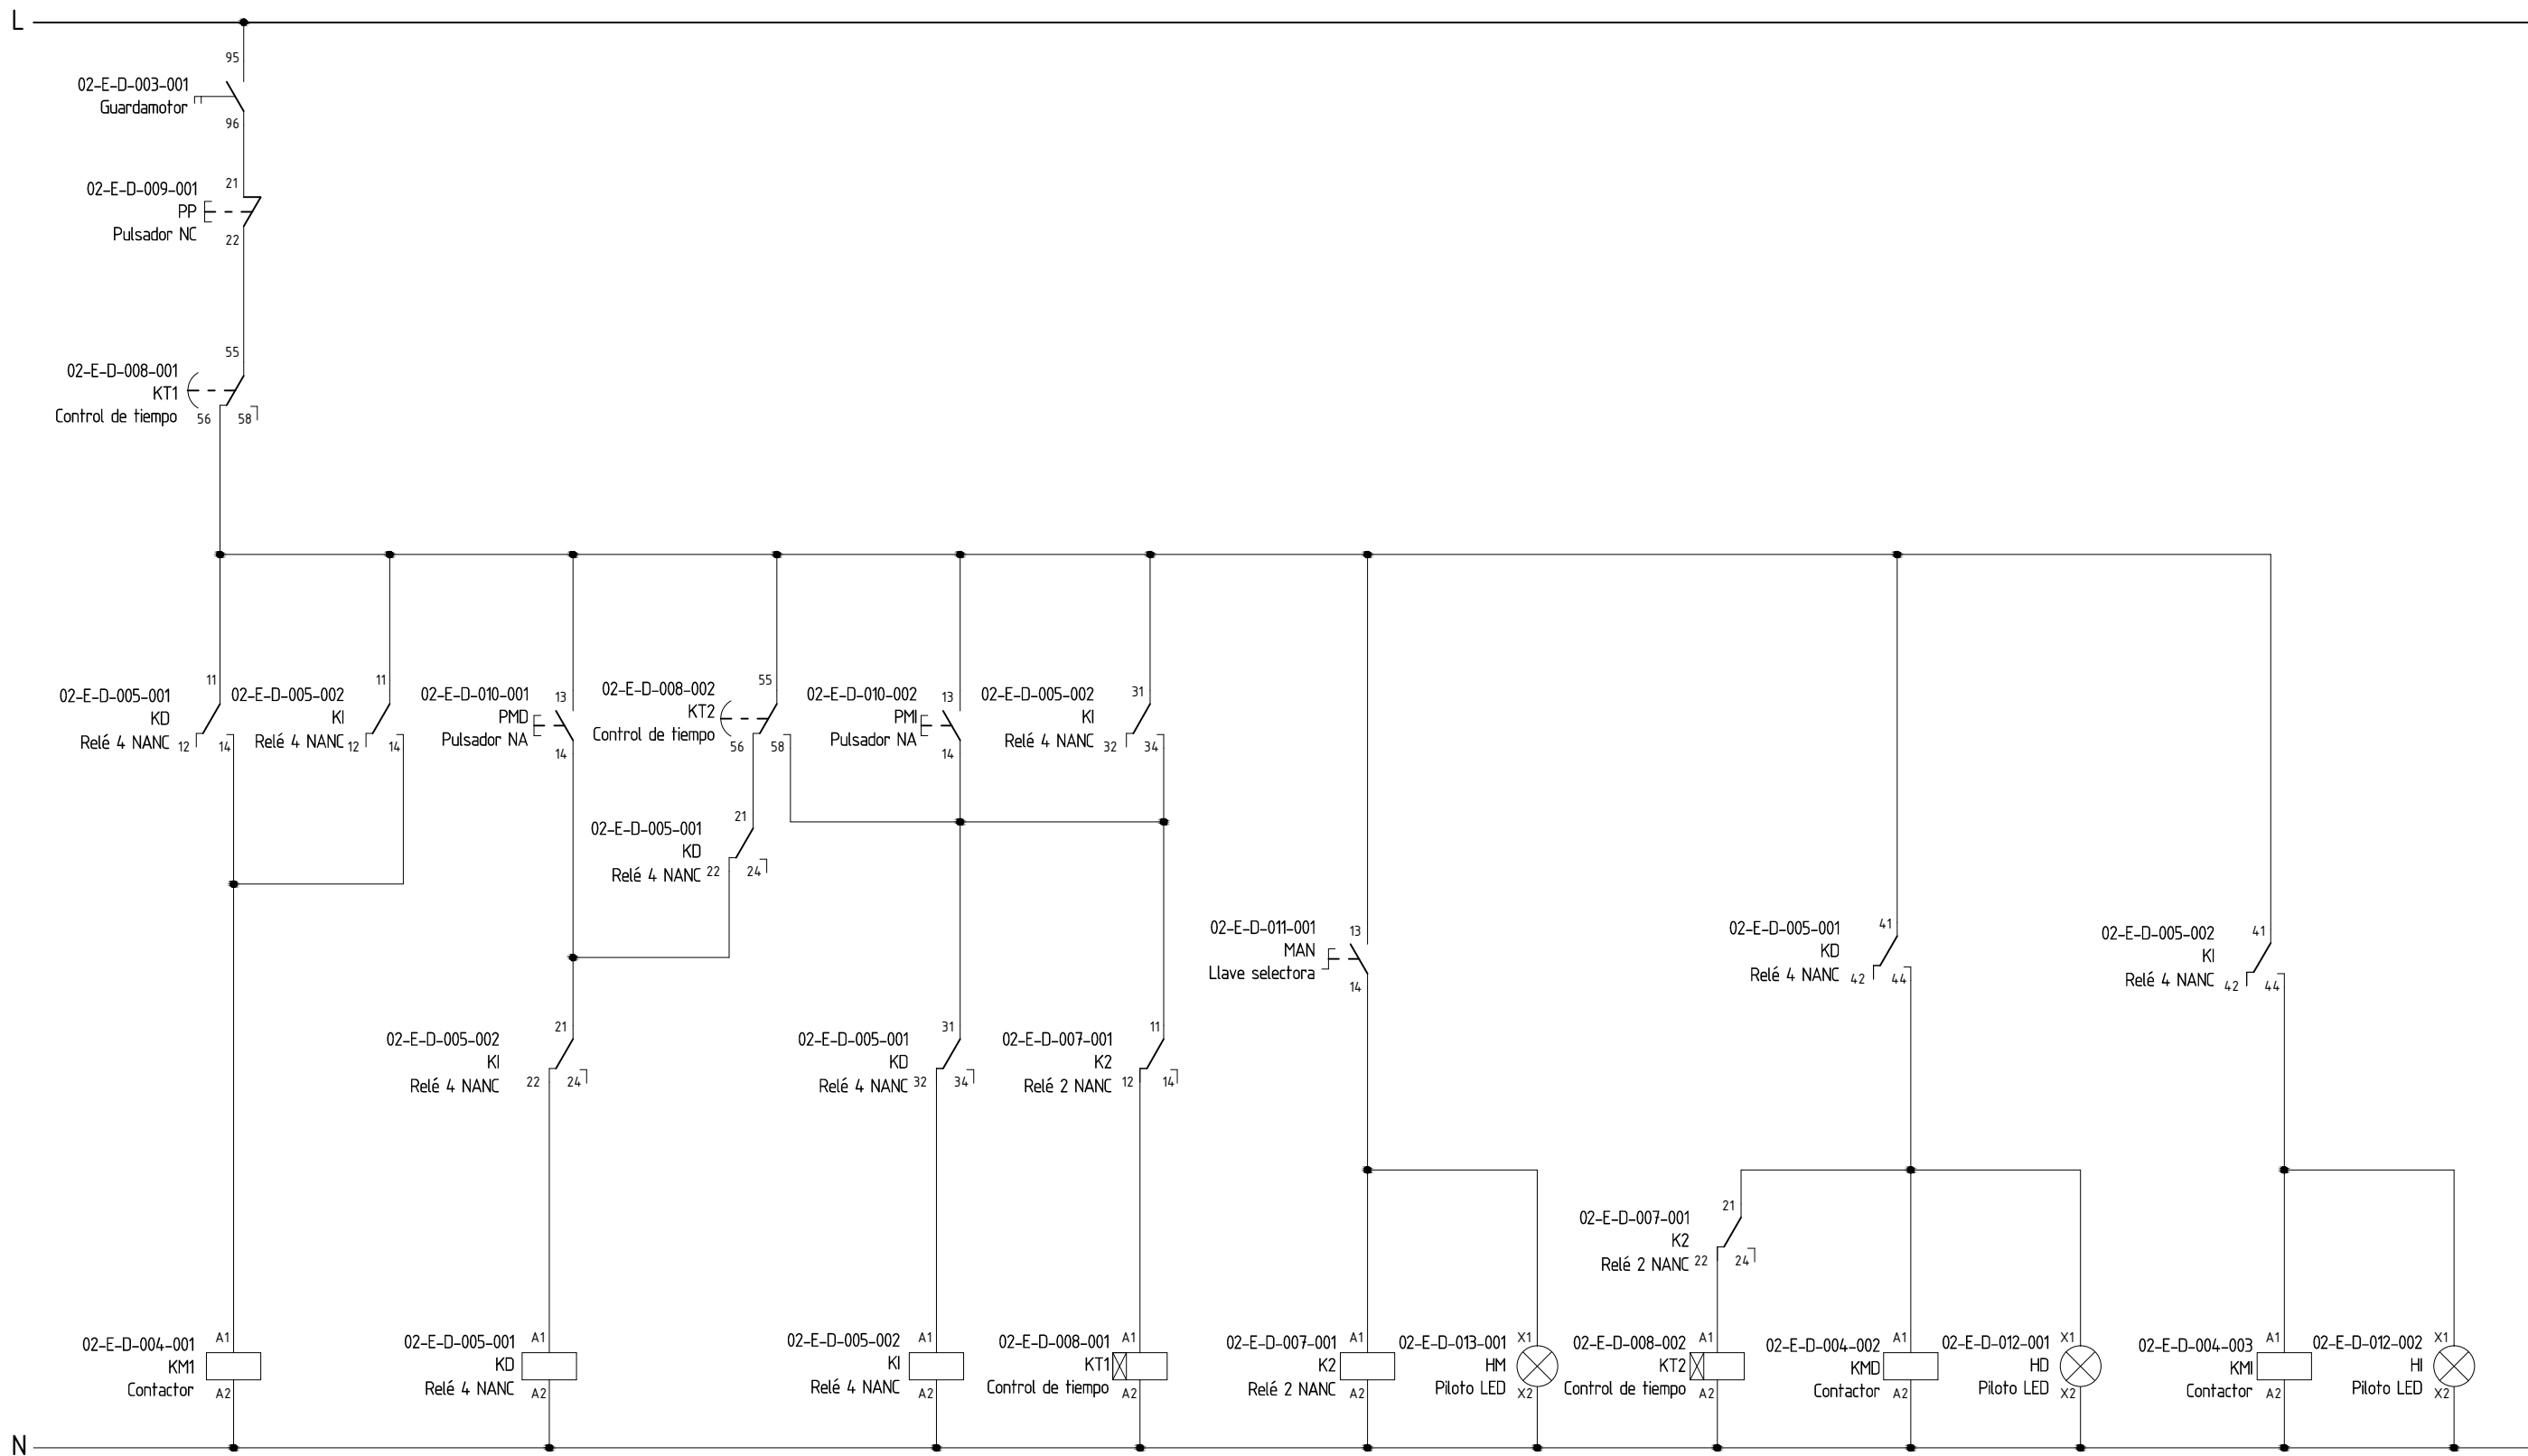 L
95
02-E-D-003-001
Guardamotor
96
02-E-D-009-001
21
PP
Pulsador NC
22
55
02-E-D-008-001
KT1
Control de tiempo
56
58
02-E-D-005-001
11
KD
Relé 4 NANC
12
14
02-E-D-005-002
11
KI
Relé 4 NANC
12
14
02-E-D-010-001
13
PMD
Pulsador NA
14
02-E-D-008-002
55
KT2
Control de tiempo
56
58
02-E-D-010-002
13
PMI
Pulsador NA
14
02-E-D-005-002
31
KI
Relé 4 NANC
32
34
02-E-D-005-001
21
KD
Relé 4 NANC
22
24
02-E-D-011-001
13
MAN
Llave selectora
14
02-E-D-005-001
41
KD
Relé 4 NANC
42
44
02-E-D-005-002
41
KI
Relé 4 NANC
42
44
02-E-D-005-002
21
KI
Relé 4 NANC
22
24
02-E-D-005-001
31
KD
Relé 4 NANC
32
34
02-E-D-007-001
11
K2
Relé 2 NANC
12
14
02-E-D-007-001
21
K2
Relé 2 NANC
22
24
02-E-D-004-001
A1
KM1
Contactor
A2
02-E-D-005-001
A1
KD
Relé 4 NANC
A2
02-E-D-005-002
A1
KI
Relé 4 NANC
A2
02-E-D-008-001
A1
KT1
Control de tiempo
A2
02-E-D-007-001
A1
K2
Relé 2 NANC
A2
02-E-D-013-001
X1
HM
Piloto LED
X2
02-E-D-008-002
A1
KT2
Control de tiempo
A2
02-E-D-004-002
A1
KMD
Contactor
A2
02-E-D-012-001
X1
HD
Piloto LED
X2
02-E-D-004-003
A1
KMI
Contactor
A2
02-E-D-012-002
X1
HI
Piloto LED
X2
N